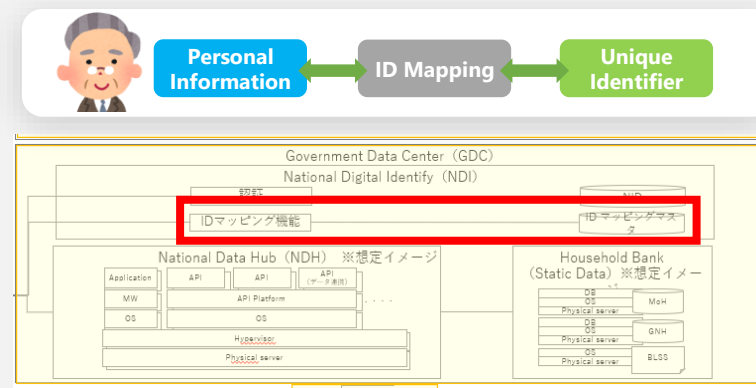 Personal
Information
ID Mapping
Unique
Identifier
Government Data Center（GDC）
National Digital Identify（NDI）
認証
NID
IDマッピング機能
ID マッピングマス
タ
National Data Hub（NDH）　※想定イメージ
Application
API
API
API
（データ連携）
MW
API Platform
OS
OS
....
Hypervisor
Physical server
Household Bank
（Static Data）※想定イメー
DB
OS
Physical server
MoH
DB
OS
Physical server
GNH
OS
Physical server
BLSS